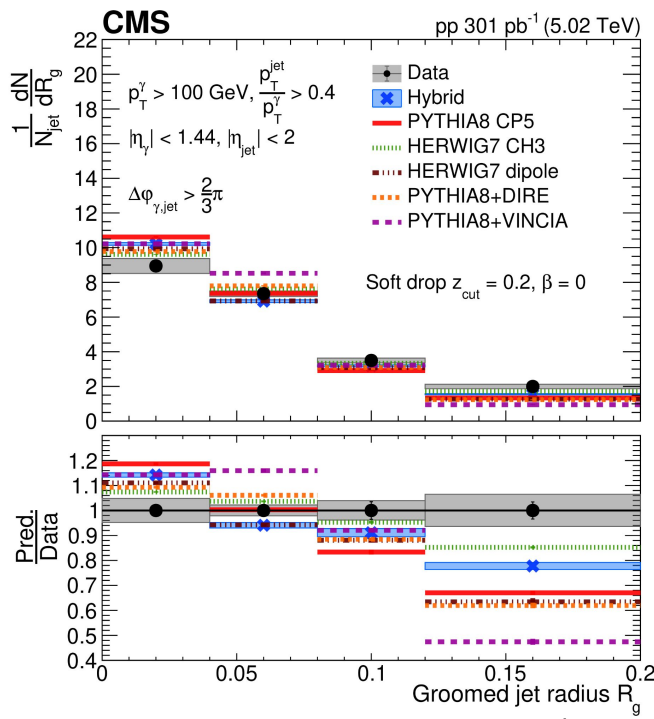 CMS
pp 301 pb⁻¹ (5.02 TeV)
1/N_jet dN/dR_g
22
20
18
16
14
12
10
8
6
4
2
0
p_T^γ > 100 GeV, p_T^jet/p_T^γ > 0.4
|η_γ| < 1.44, |η_jet| < 2
Δφ_γ,jet > 2/3 π
Data
Hybrid
PYTHIA8 CP5
HERWIG7 CH3
HERWIG7 dipole
PYTHIA8+DIRE
PYTHIA8+VINCIA
Soft drop z_cut = 0.2, β = 0
Pred./Data
1.2
1.1
1
0.9
0.8
0.7
0.6
0.5
0.4
0 0.05 0.1 0.15 0.2
Groomed jet radius R_g